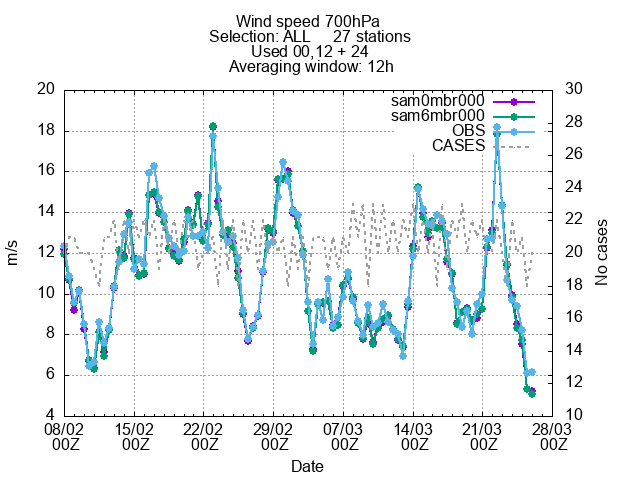 Wind speed 700hPa
Selection: ALL 27 stations
Used 00,12 + 24
Averaging window: 12h
sam0mbr000
sam6mbr000
OBS
CASES
20
18
16
14
12
10
8
6
4
m/s
30
28
26
24
22
20
18
16
14
12
10
No cases
08/02 15/02 22/02 29/02 07/03 14/03 21/03 28/03
00Z 00Z 00Z 00Z 00Z 00Z 00Z 00Z
Date